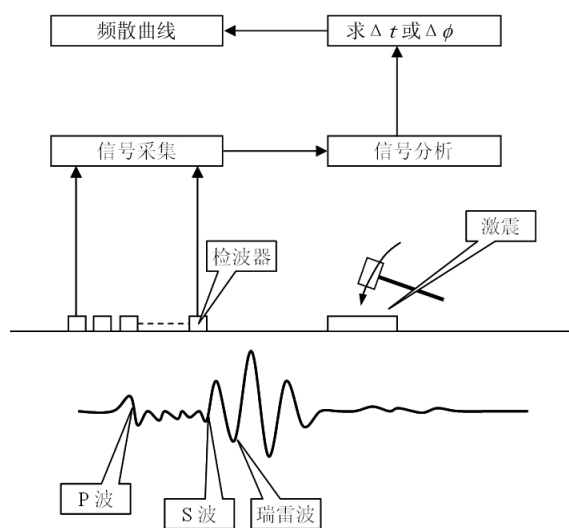 频散曲线
求Δt或Δϕ
信号采集
信号分析
激震
检波器
P波
S波
瑞雷波